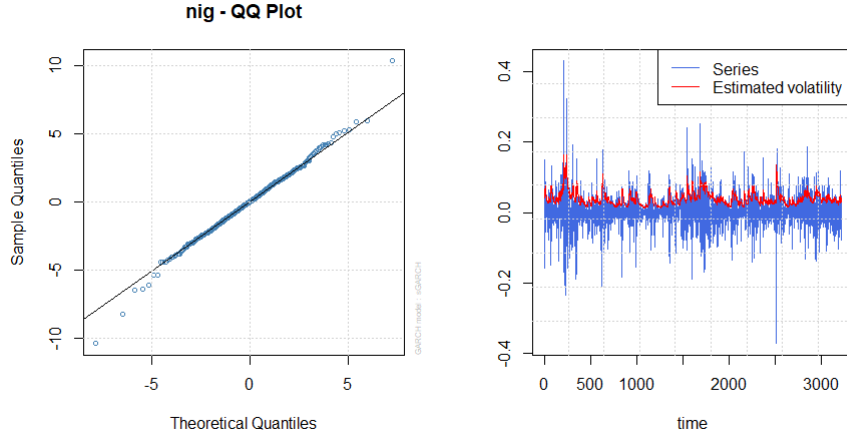 nig - QQ Plot
10
5
0
-5
-10
Sample Quantiles
-5 0 5
Theoretical Quantiles
GARCH model : sGARCH
Series
Estimated volatility
0.4
0.2
0.0
-0.2
-0.4
0 500 1000 2000 3000
time